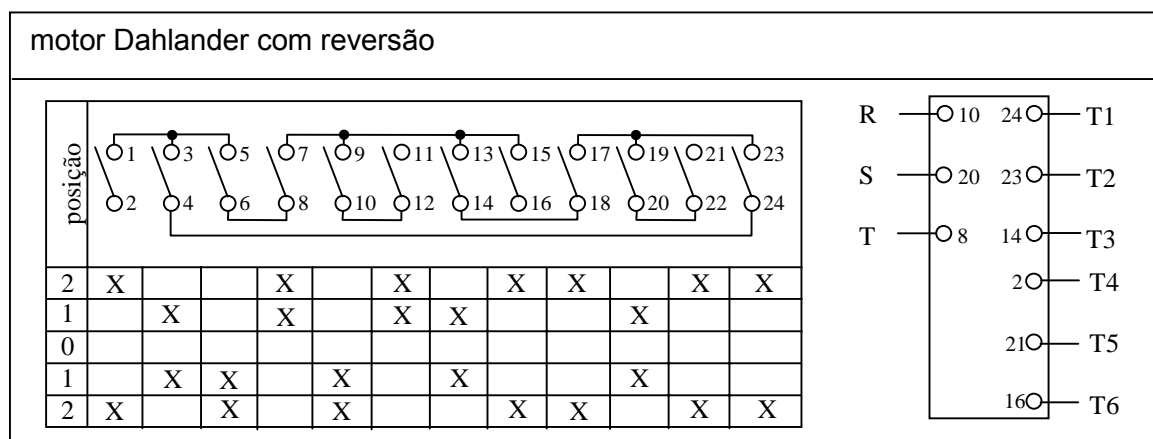 motor Dahlander com reversão
posição
1 3 5 7 9 11 13 15 17 19 21 23
2 4 6 8 10 12 14 16 18 20 22 24
2 X X X X X X X
1 X X X X X
0
1 X X X X X
2 X X X X X X X
R 10 24 T1
S 20 23 T2
T 8 14 T3
2 T4
21 T5
16 T6